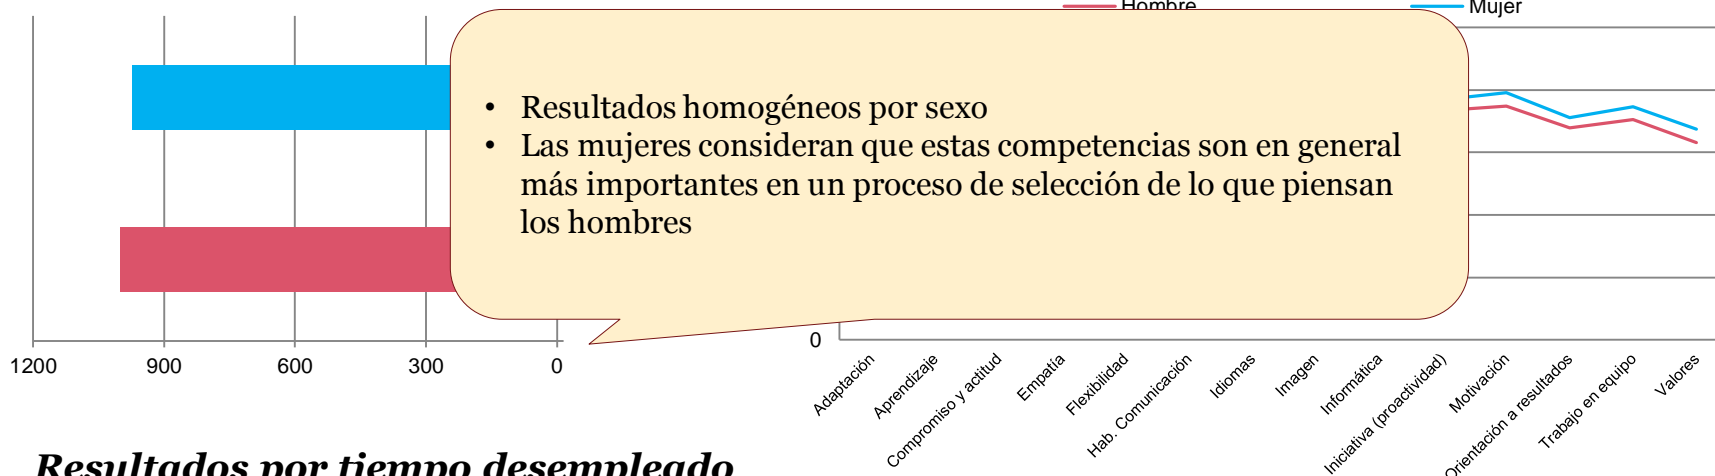 Hombre
Mujer
• Resultados homogéneos por sexo
• Las mujeres consideran que estas competencias son en general
más importantes en un proceso de selección de lo que piensan
los hombres
0
1200
900
600
300
0
Adaptación
Aprendizaje
Compromiso y actitud
Empatía
Flexibilidad
Hab. Comunicación
Idiomas
Imagen
Informática
Iniciativa (proactividad)
Motivación
Orientación a resultados
Trabajo en equipo
Valores
Resultados por tiempo desempleado